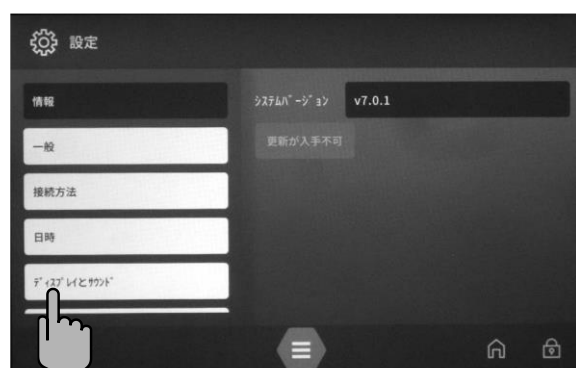 設定
情報
システムバージョン v7.0.1
更新が入手不可
一般
接続方法
日時
ディスプレイとサウンド